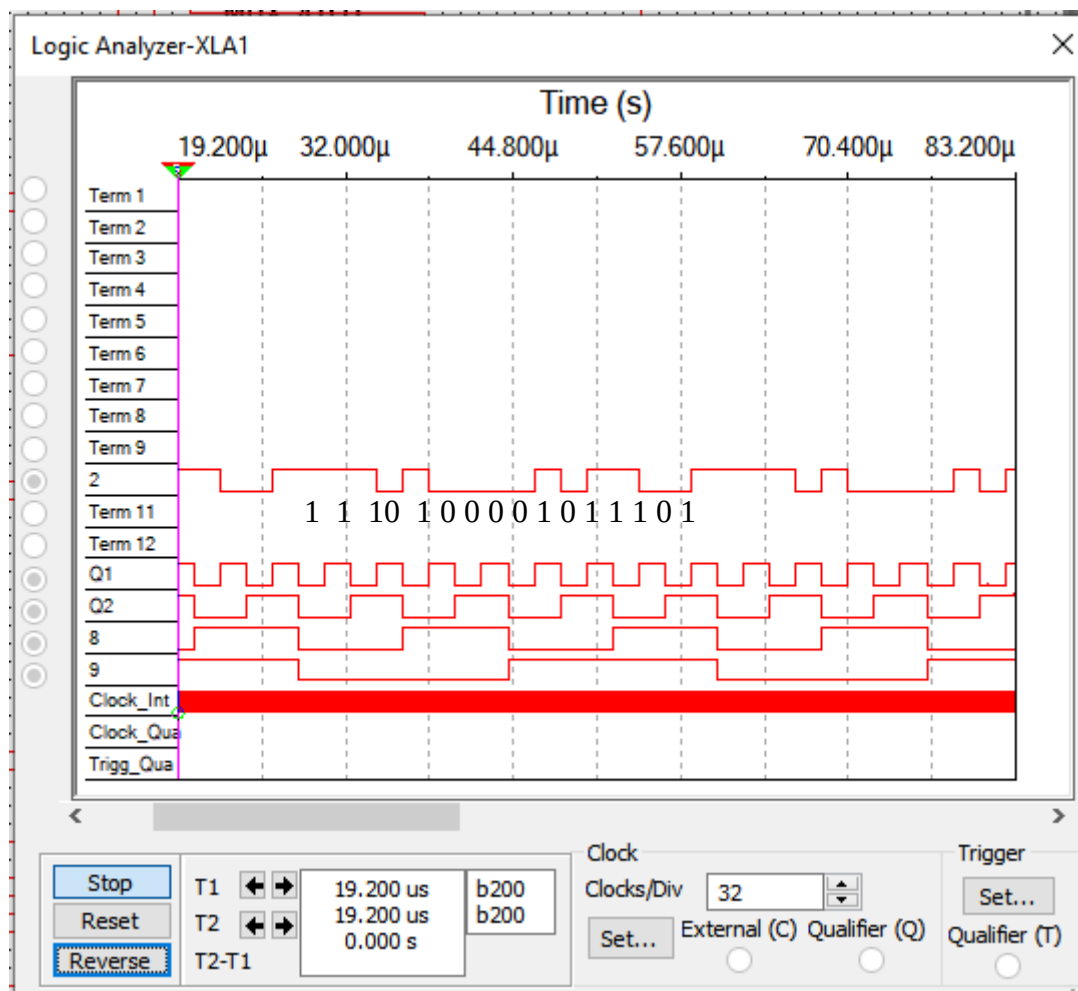 Logic Analyzer-XLA1
Time (s)
19.200µ 32.000µ 44.800µ 57.600µ 70.400µ 83.200µ
Term 1
Term 2
Term 3
Term 4
Term 5
Term 6
Term 7
Term 8
Term 9
2
Term 11
1 1 10 1 0 0 0 0 1 0 1 1 1 0 1
Term 12
Q1
Q2
8
9
Clock_Int
Clock_Qua
Trigg_Qua
Clock
Trigger
Stop
T1 19.200 us b200
Clocks/Div 32
Set...
Reset
T2 19.200 us b200
Set... External (C) Qualifier (Q)
Qualifier (T)
Reverse
T2-T1 0.000 s